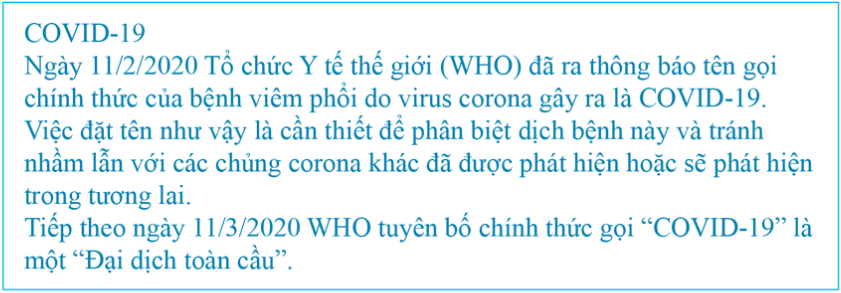 COVID-19
Ngày 11/2/2020 Tổ chức Y tế thế giới (WHO) đã ra thông báo tên gọi
chính thức của bệnh viêm phổi do virus corona gây ra là COVID-19.
Việc đặt tên như vậy là cần thiết để phân biệt dịch bệnh này và tránh
nhầm lẫn với các chủng corona khác đã được phát hiện hoặc sẽ phát hiện
trong tương lai.
Tiếp theo ngày 11/3/2020 WHO tuyên bố chính thức gọi “COVID-19” là
một “Đại dịch toàn cầu”.